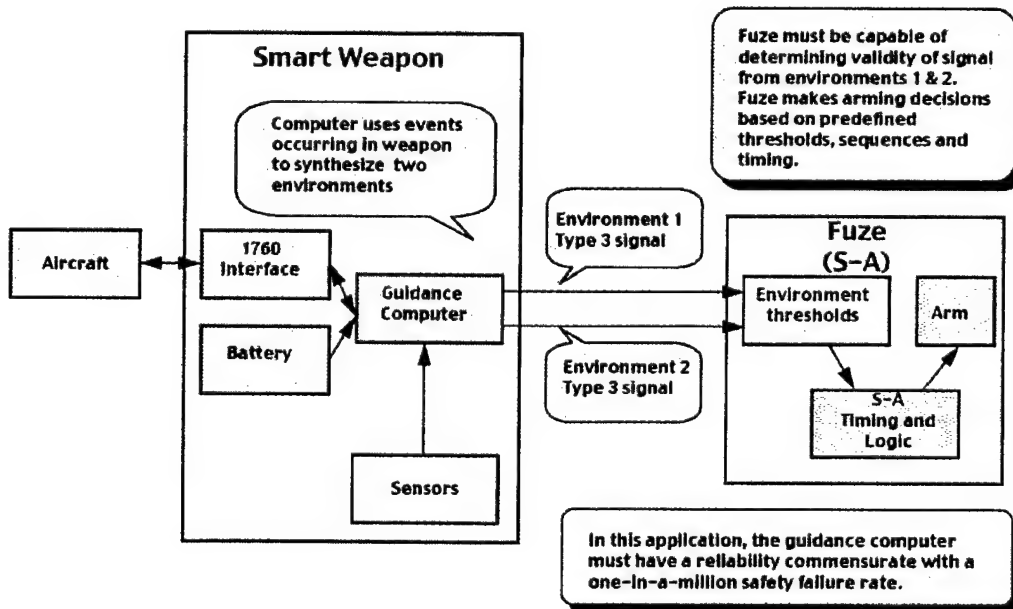 Smart Weapon
Computer uses events
occurring in weapon
to synthesize two
environments
Fuze must be capable of
determining validity of signal
from environments 1 & 2.
Fuze makes arming decisions
based on predefined
thresholds, sequences and
timing.
Aircraft
1760
Interface
Battery
Guidance
Computer
Sensors
Environment 1
Type 3 signal
Environment 2
Type 3 signal
Fuze
(S-A)
Environment
thresholds
Arm
S-A
Timing and
Logic
In this application, the guidance computer
must have a reliability commensurate with a
one-in-a-million safety failure rate.